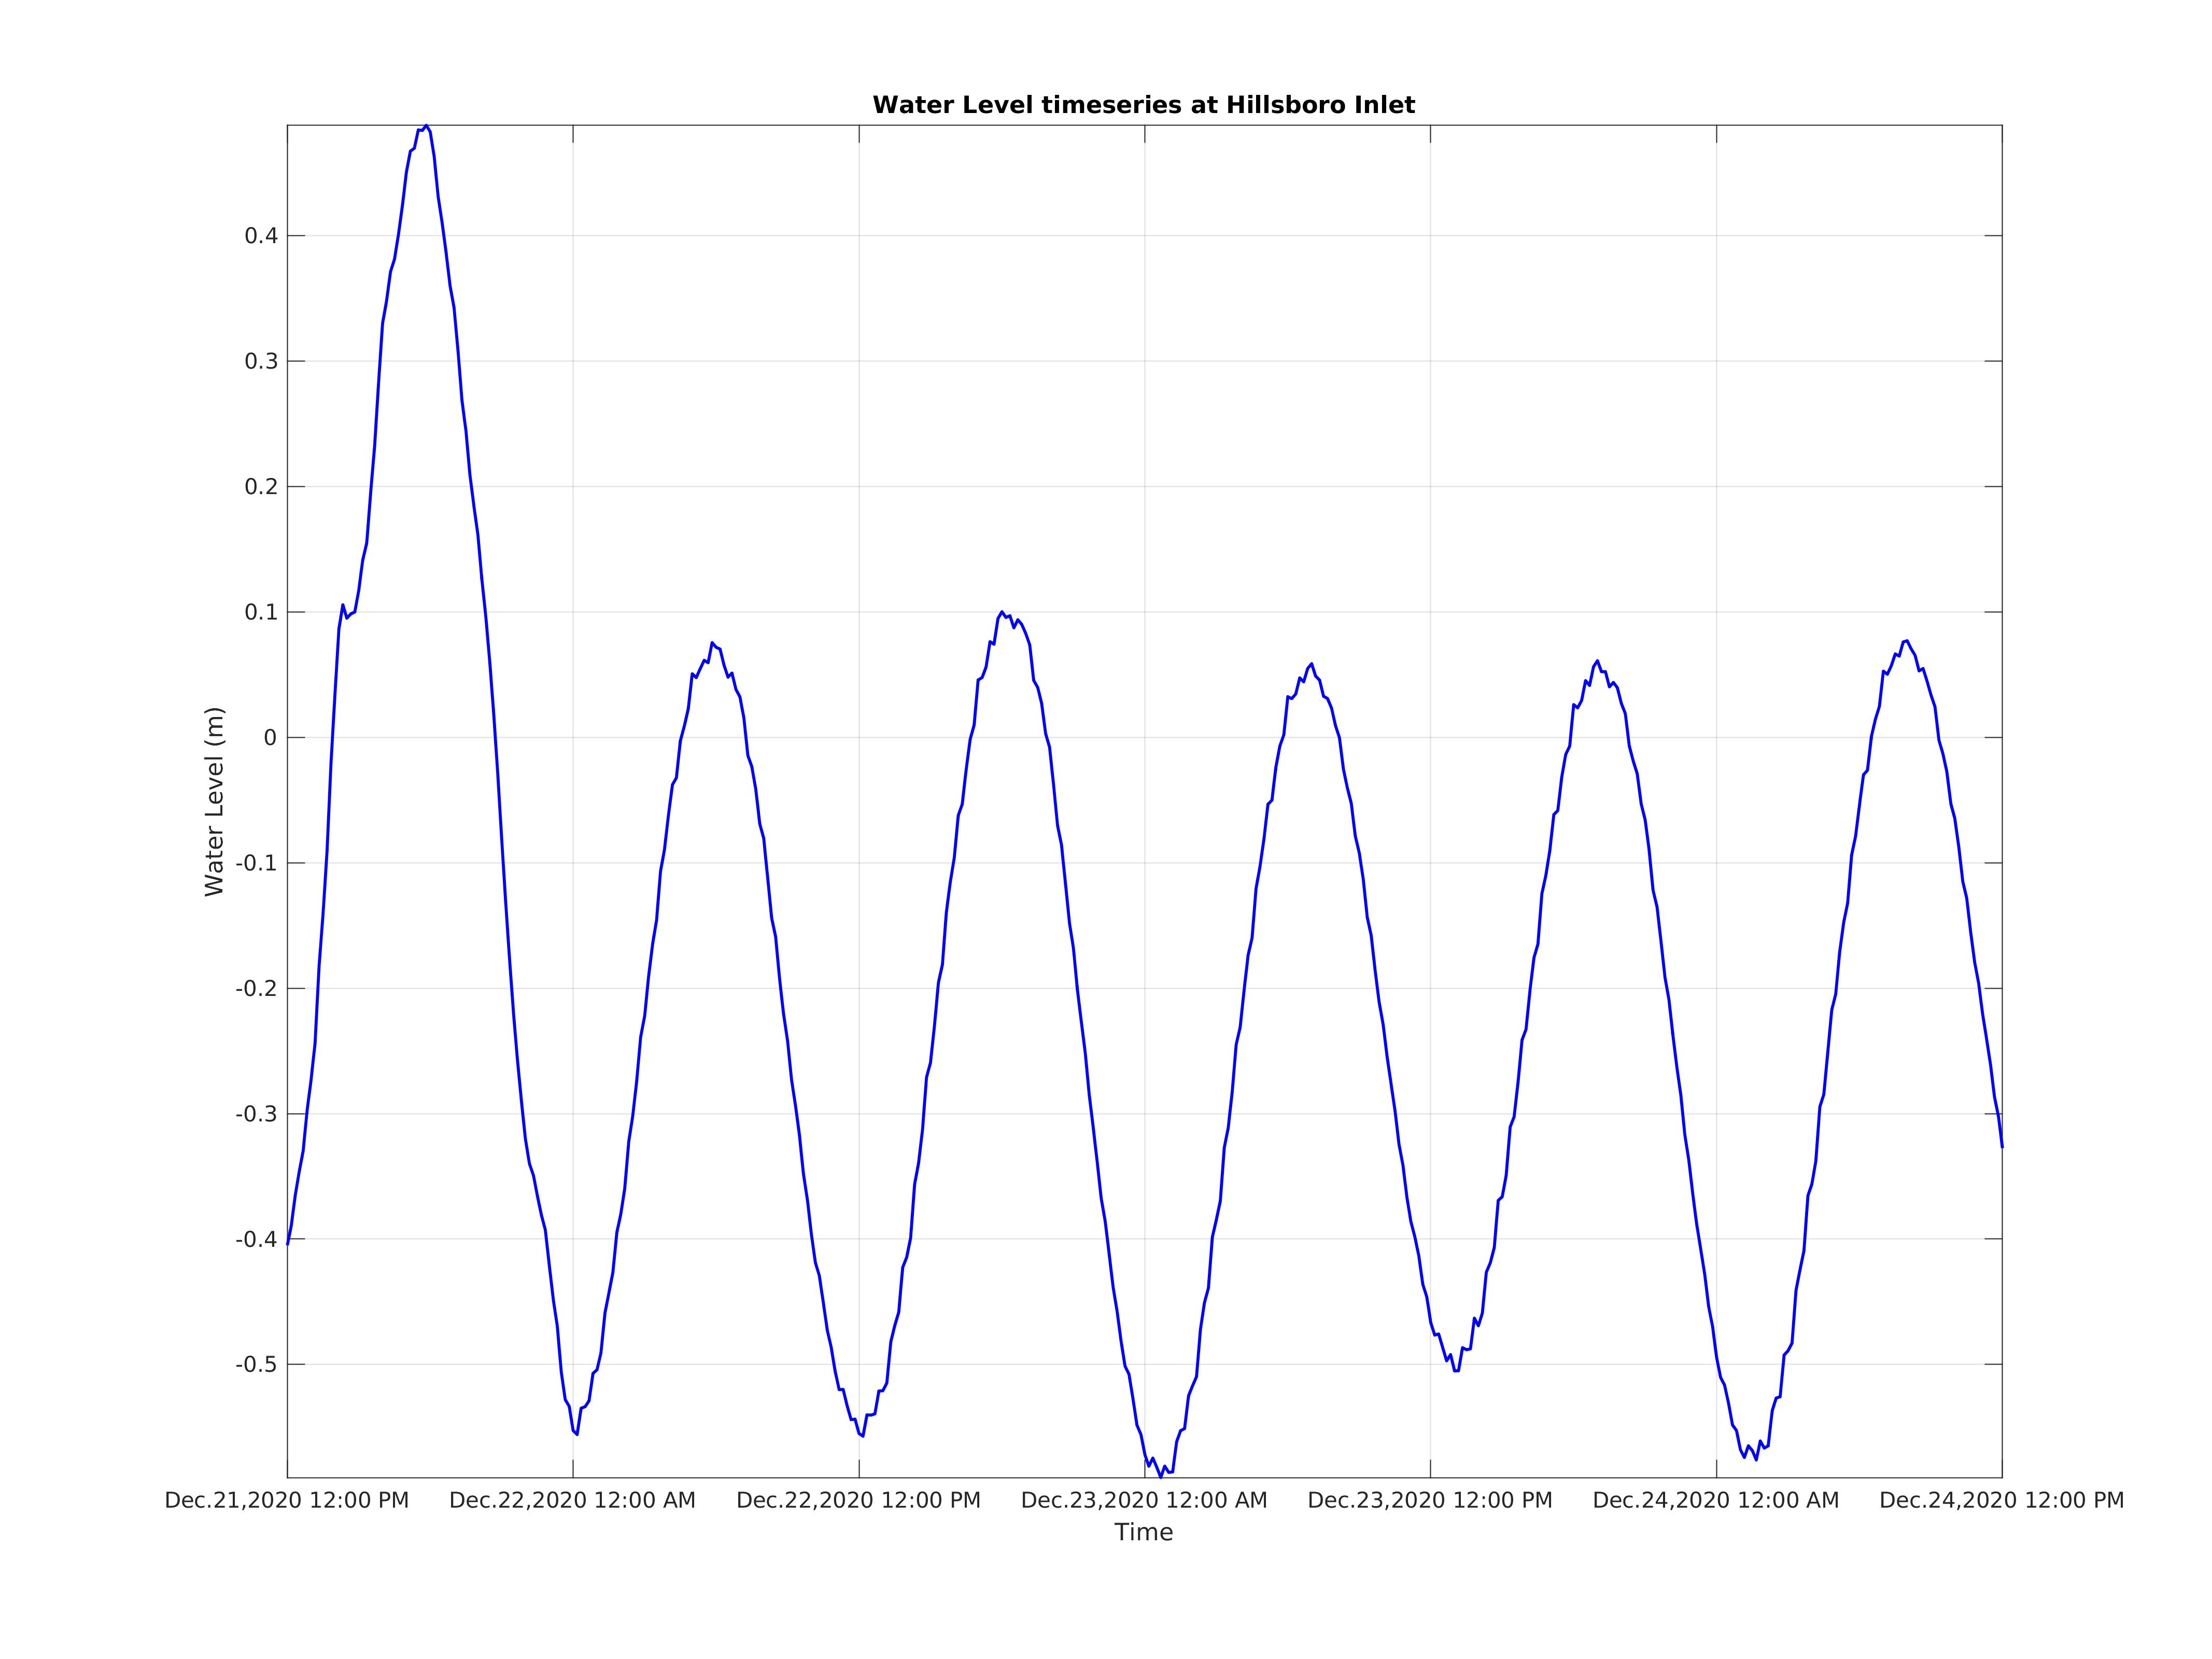 Water Level timeseries at Hillsboro Inlet
0.4
0.3
0.2
0.1
0
-0.1
-0.2
-0.3
-0.4
-0.5
Water Level (m)
Dec.21,2020 12:00 PM Dec.22,2020 12:00 AM Dec.22,2020 12:00 PM Dec.23,2020 12:00 AM Dec.23,2020 12:00 PM Dec.24,2020 12:00 AM Dec.24,2020 12:00 PM
Time